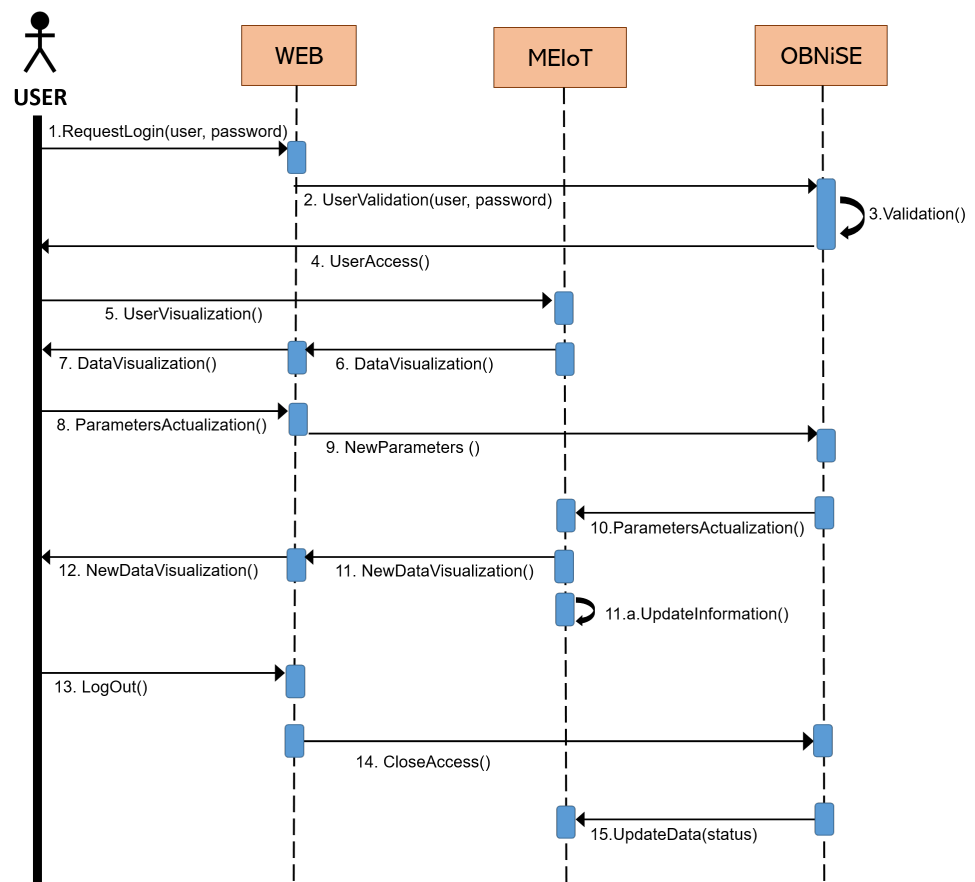 WEB
MEIoT
OBNiSE
USER
1.RequestLogin(user, password)
2. UserValidation(user, password)
3.Validation()
4. UserAccess()
5. UserVisualization()
7. DataVisualization()
6. DataVisualization()
8. ParametersActualization()
9. NewParameters ()
10.ParametersActualization()
12. NewDataVisualization()
11. NewDataVisualization()
11.a.UpdateInformation()
13. LogOut()
14. CloseAccess()
15.UpdateData(status)